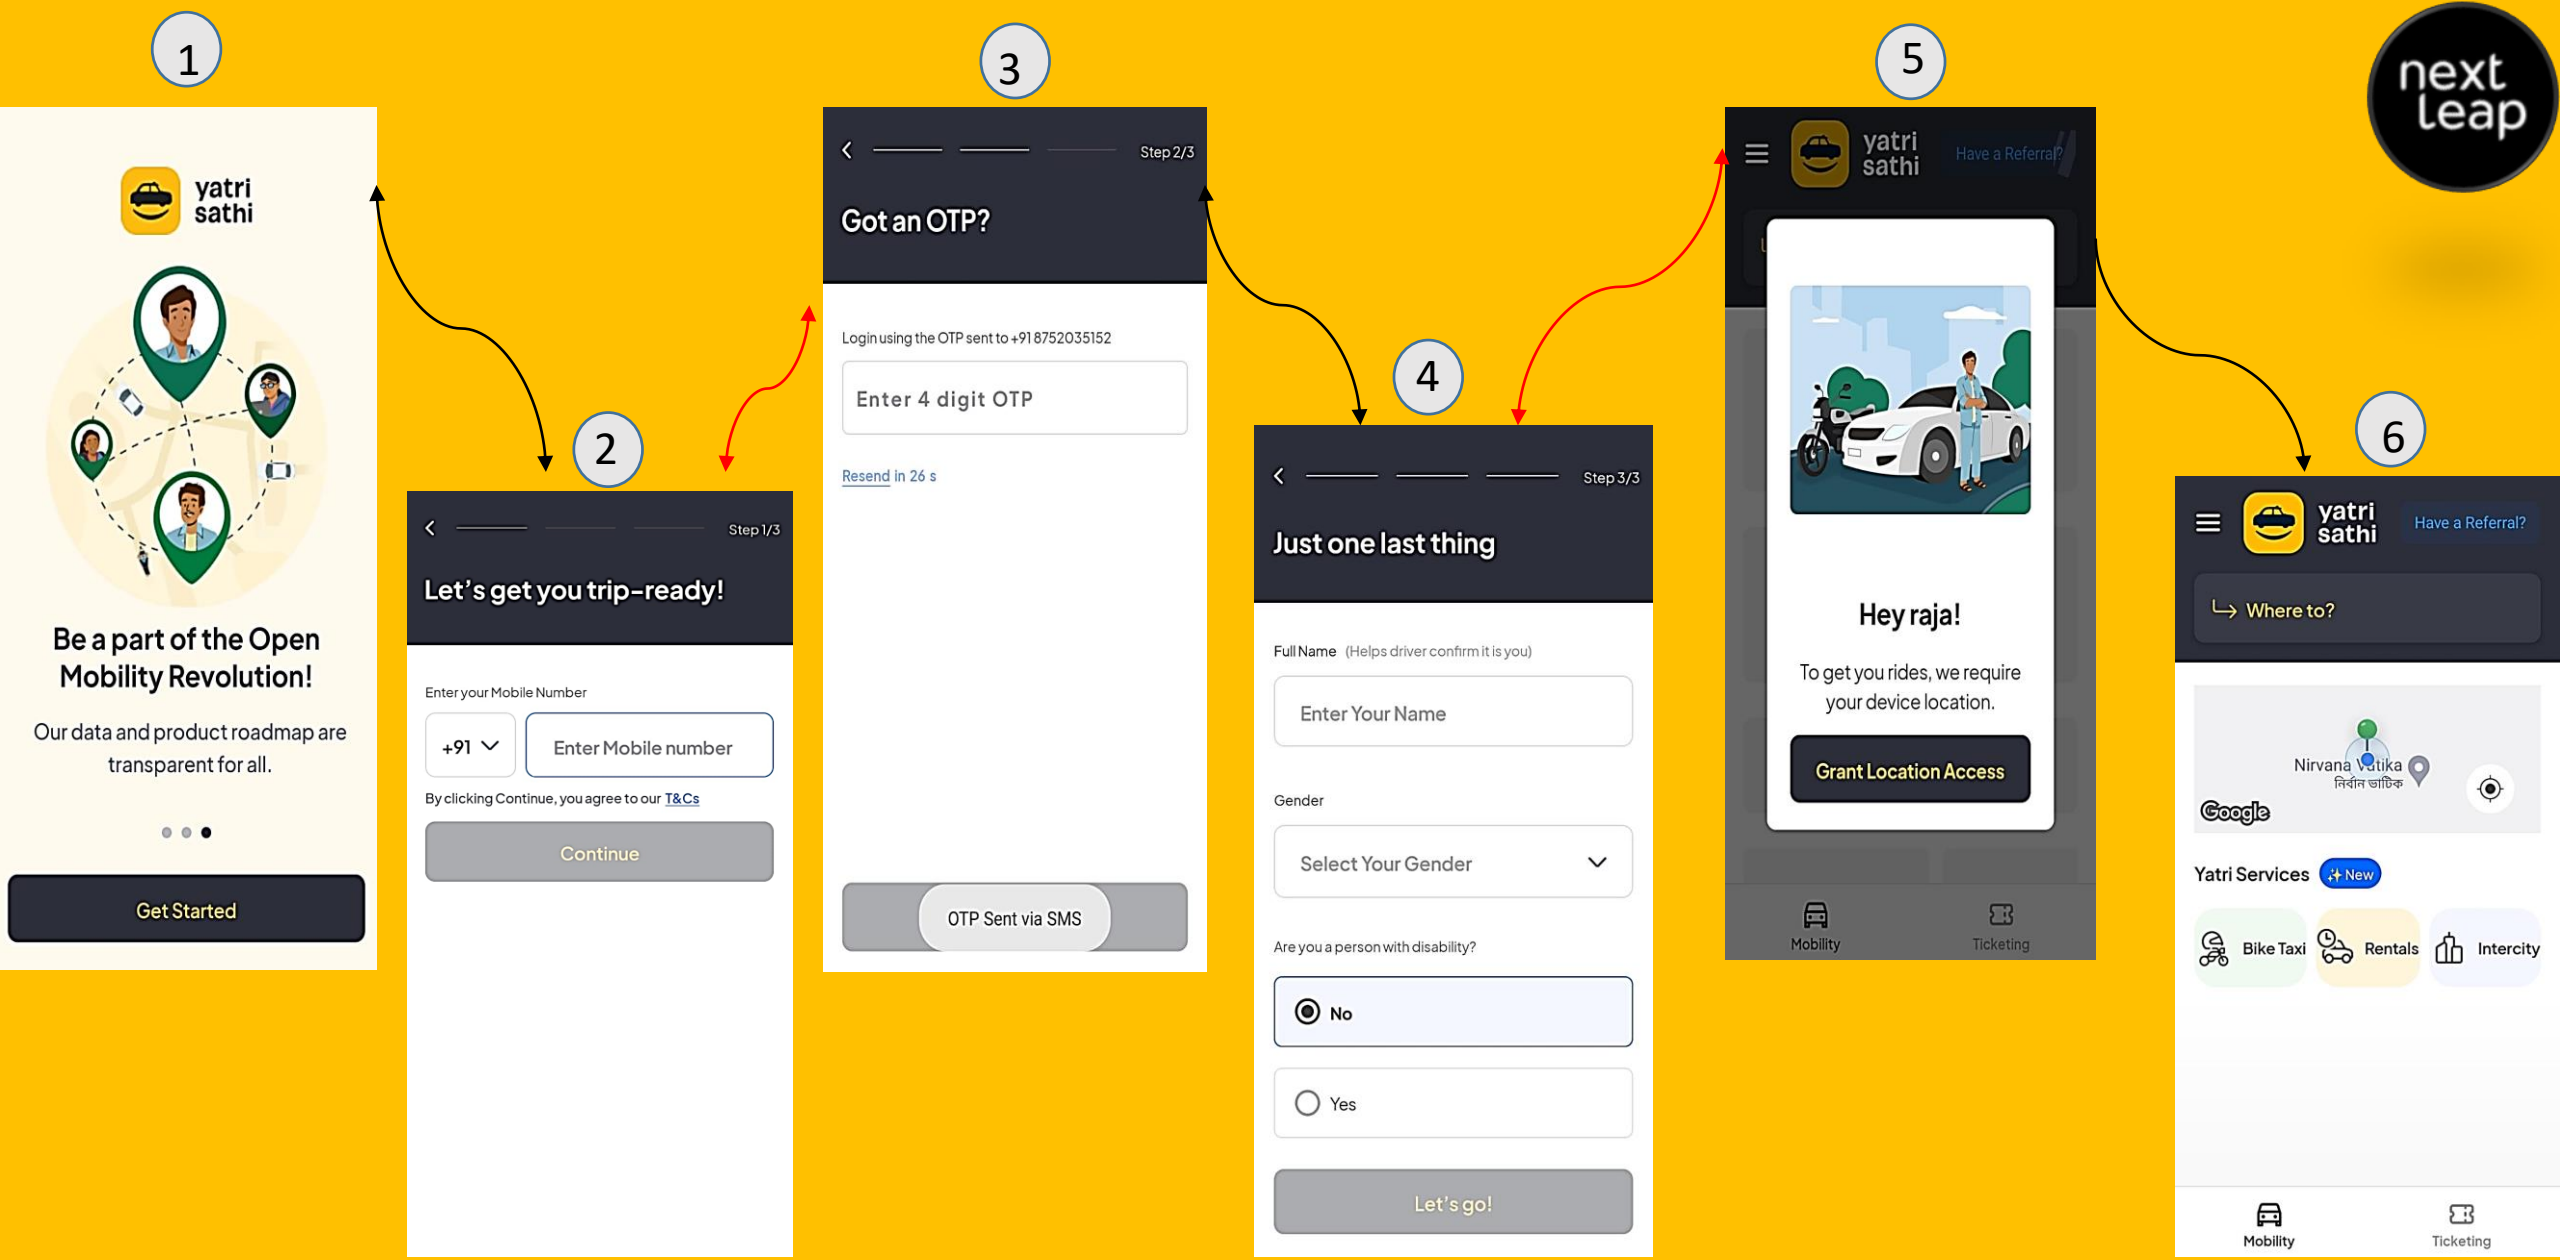 1
yatri
sathi
Be a part of the Open
Mobility Revolution!
Our data and product roadmap are
transparent for all.
Get Started
2
Step 1/3
Let's get you trip-ready!
Enter your Mobile Number
+91
Enter Mobile number
By clicking Continue, you agree to our T&Cs
Continue
3
Step 2/3
Got an OTP?
Login using the OTP sent to +91 8752035152
Enter 4 digit OTP
Resend in 26 s
OTP Sent via SMS
4
Step 3/3
Just one last thing
Full Name (Helps driver confirm it is you)
Enter Your Name
Gender
Select Your Gender
Are you a person with disability?
No
Yes
Let's go!
5
yatri
sathi
Have a Referral?
Hey raja!
To get you rides, we require
your device location.
Grant Location Access
Mobility
Ticketing
next
leap
6
yatri
sathi
Have a Referral?
Where to?
Nirvana Vatika
নির্বান ভাটিক
Google
Yatri Services
New
Bike Taxi
Rentals
Intercity
Mobility
Ticketing